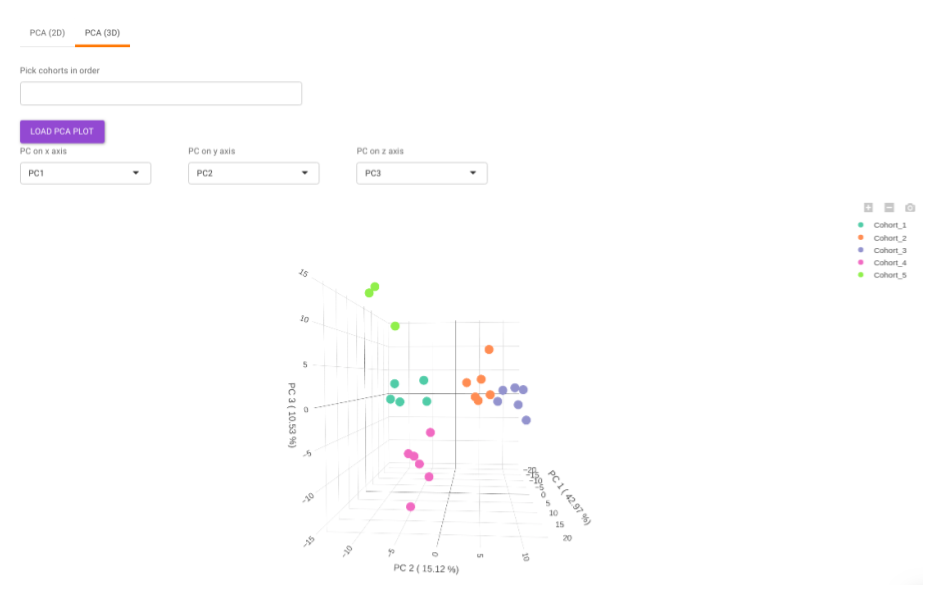 PCA (2D) PCA (3D)
Pick cohorts in order
LOAD PCA PLOT
PC on x axis PC on y axis PC on z axis
PC1 PC2 PC3
Cohort_1
Cohort_2
Cohort_3
Cohort_4
Cohort_5
15
10
5
0
−5
−10
−15
PC 3 ( 10.53 %)
−10
−5
0
5
10
PC 2 ( 15.12 %)
−20
−5
0
5
10
15
20
PC 1 ( 42.97 %)